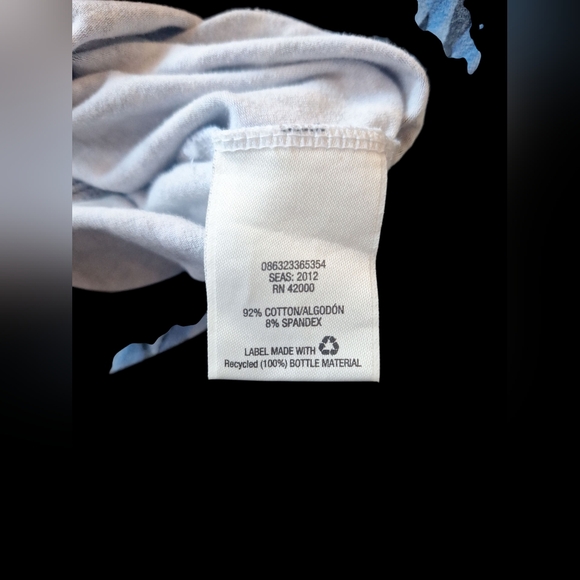 086323365354
SEAS: 2012
RN 42000
92% COTTON/ALGODÓN
8% SPANDEX
LABEL MADE WITH
Recycled (100%) BOTTLE MATERIAL